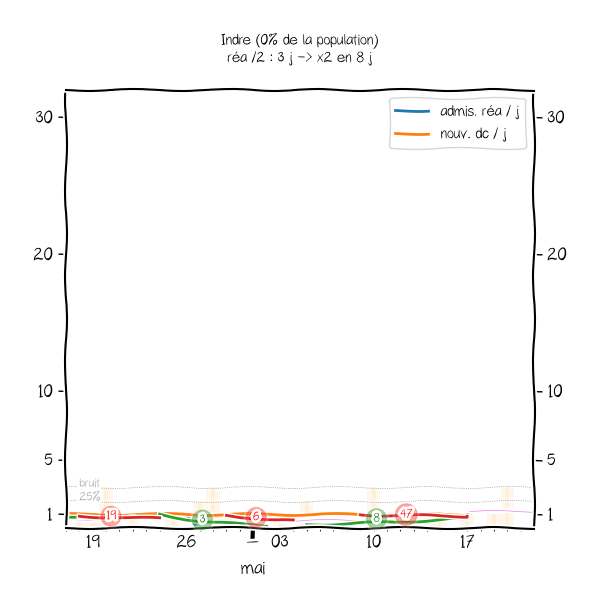 Indre (0% de la population)
réa /2 : 3 j -> x2 en 8 j
admis. réa / j
nouv. dc / j
30 30
20 20
10 10
5 5
bruit
25%
1 19 3 6 8 47 1
19 26 03 10 17
mai